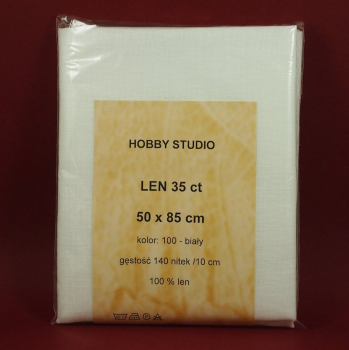 HOBBY STUDIO
LEN 35 ct
50 x 85 cm
kolor: 100 - biały
gęstość 140 nitek /10 cm
100 % len